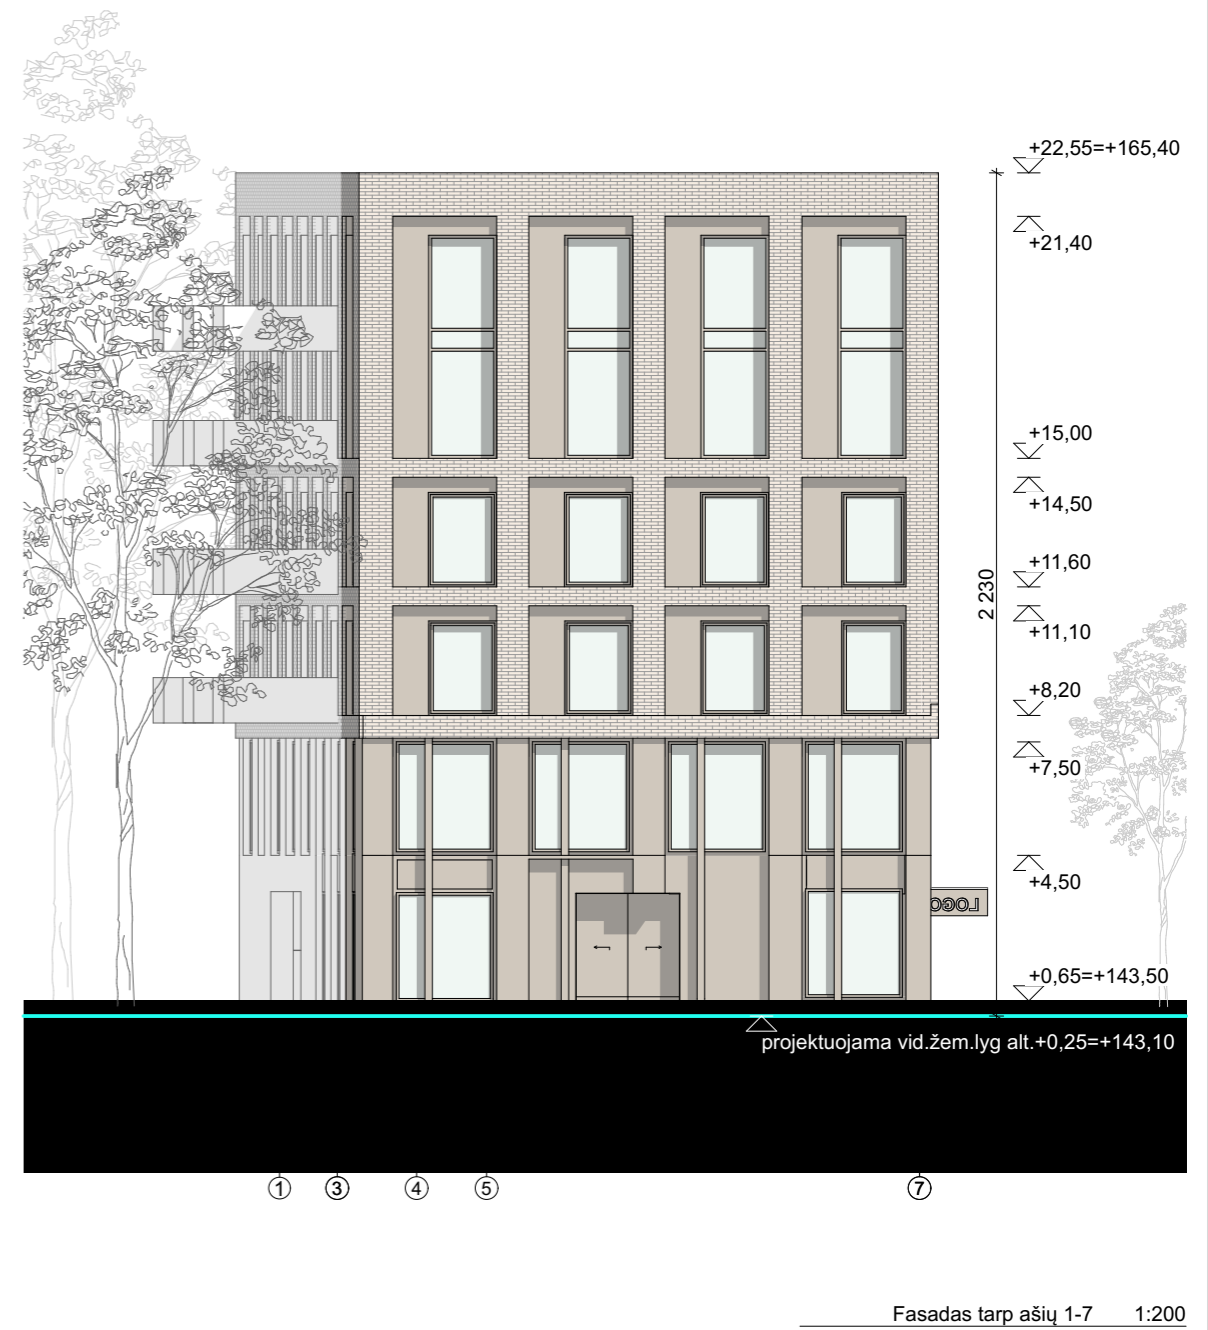 +22,55=+165,40
+21,40
+15,00
+14,50
+11,60
2 230
+11,10
+8,20
+7,50
+4,50
LOGO
+0,65=+143,50
projektuojama vid.žem.lyg alt.+0,25=+143,10
1 3 4 5 7
Fasadas tarp ašių 1-7 1:200